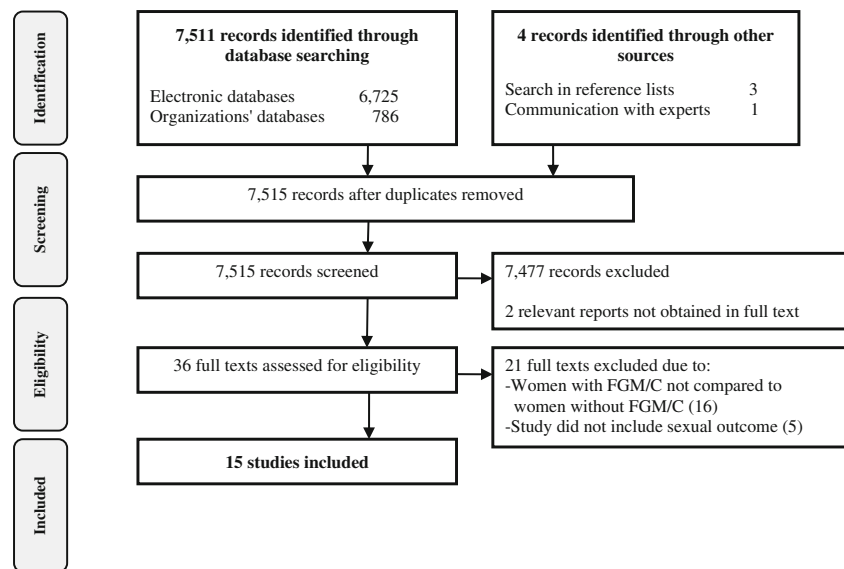 Identification
7,511 records identified through
database searching
Electronic databases 6,725
Organizations' databases 786
4 records identified through other
sources
Search in reference lists 3
Communication with experts 1
Screening
7,515 records after duplicates removed
7,515 records screened
7,477 records excluded
2 relevant reports not obtained in full text
Eligibility
36 full texts assessed for eligibility
21 full texts excluded due to:
-Women with FGM/C not compared to
women without FGM/C (16)
-Study did not include sexual outcome (5)
Included
15 studies included